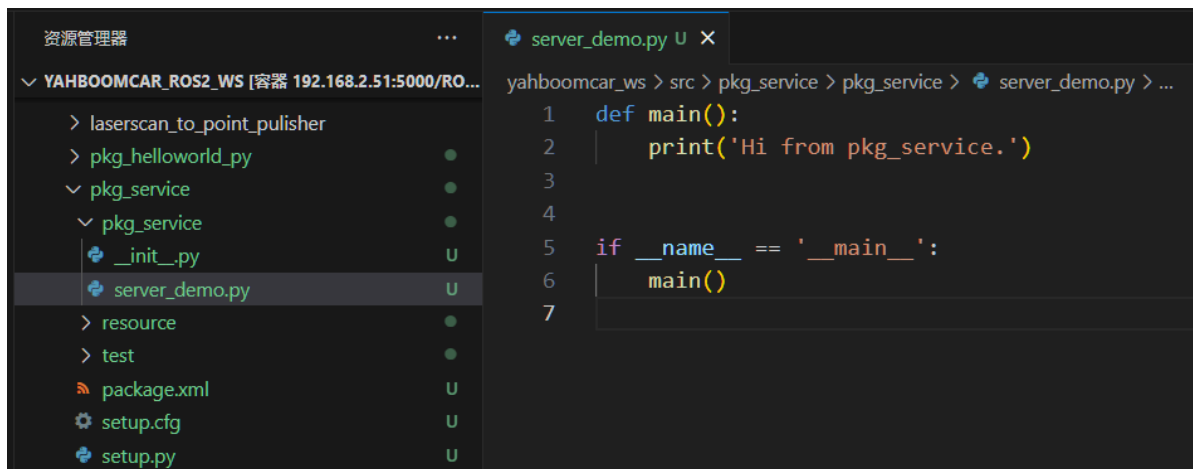 资源管理器
···
YAHBOOMCAR_ROS2_WS [容器 192.168.2.51:5000/RO...
laserscan_to_point_pulisher
pkg_helloworld_py
pkg_service
pkg_service
__init__.py U
server_demo.py U
resource
test
package.xml U
setup.cfg U
setup.py U
server_demo.py U ×
yahboomcar_ws > src > pkg_service > pkg_service > server_demo.py > ...
1 def main():
2     print('Hi from pkg_service.')
3
4
5 if __name__ == '__main__':
6     main()
7